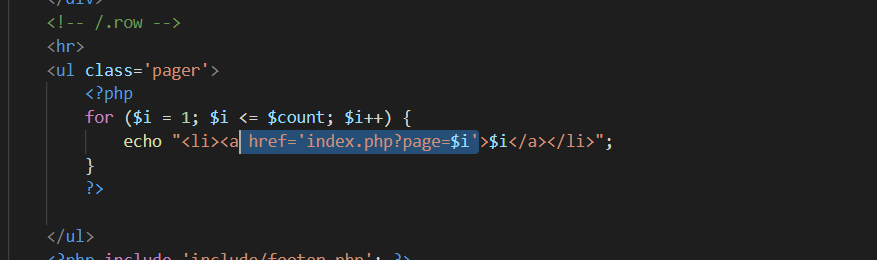 </div>
<!-- /.row -->
<hr>
<ul class='pager'>
<?php
for ($i = 1; $i <= $count; $i++) {
echo "<li><a href='index.php?page=$i'>$i</a></li>";
}
?>
</ul>
<?php include 'include/footer.php'; ?>